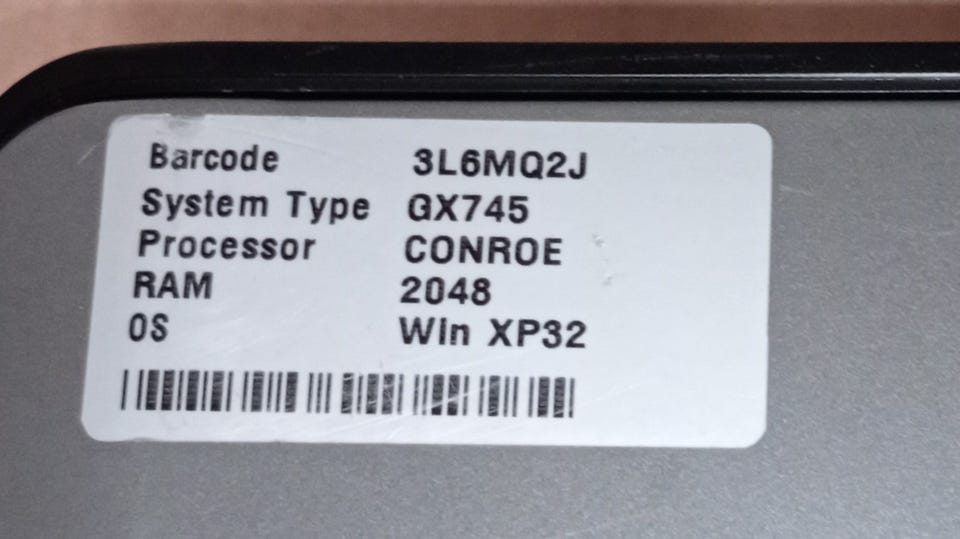 Barcode 3L6MQ2J
System Type GX745
Processor CONROE
RAM 2048
OS Win XP32